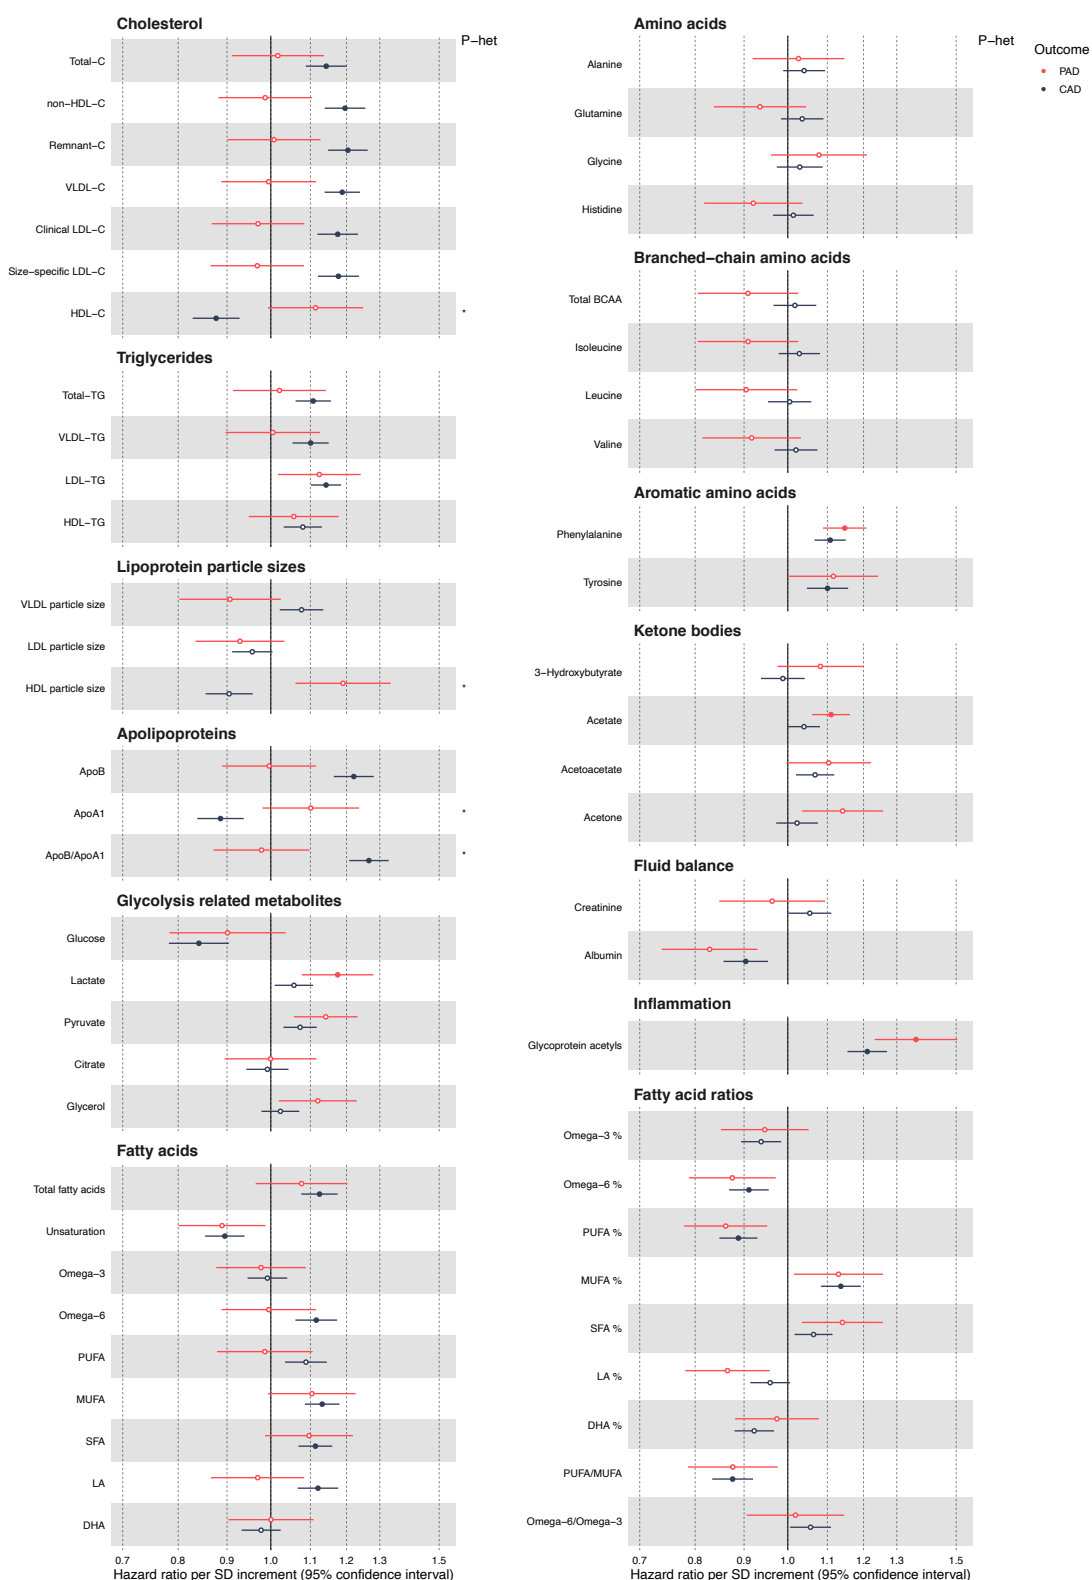 Cholesterol
P−het
Total−C
non−HDL−C
Remnant−C
VLDL−C
Clinical LDL−C
Size−specific LDL−C
HDL−C
*
Triglycerides
Total−TG
VLDL−TG
LDL−TG
HDL−TG
Lipoprotein particle sizes
VLDL particle size
LDL particle size
HDL particle size
*
Apolipoproteins
ApoB
ApoA1
*
ApoB/ApoA1
*
Glycolysis related metabolites
Glucose
Lactate
Pyruvate
Citrate
Glycerol
Fatty acids
Total fatty acids
Unsaturation
Omega−3
Omega−6
PUFA
MUFA
SFA
LA
DHA
0.7 0.8 0.9 1.0 1.1 1.2 1.3 1.5
Hazard ratio per SD increment (95% confidence interval)
Amino acids
P−het
Alanine
Glutamine
Glycine
Histidine
Branched−chain amino acids
Total BCAA
Isoleucine
Leucine
Valine
Aromatic amino acids
Phenylalanine
Tyrosine
Ketone bodies
3−Hydroxybutyrate
Acetate
Acetoacetate
Acetone
Fluid balance
Creatinine
Albumin
Inflammation
Glycoprotein acetyls
Fatty acid ratios
Omega−3 %
Omega−6 %
PUFA %
MUFA %
SFA %
LA %
DHA %
PUFA/MUFA
Omega−6/Omega−3
0.7 0.8 0.9 1.0 1.1 1.2 1.3 1.5
Hazard ratio per SD increment (95% confidence interval)
Outcome
PAD
CAD